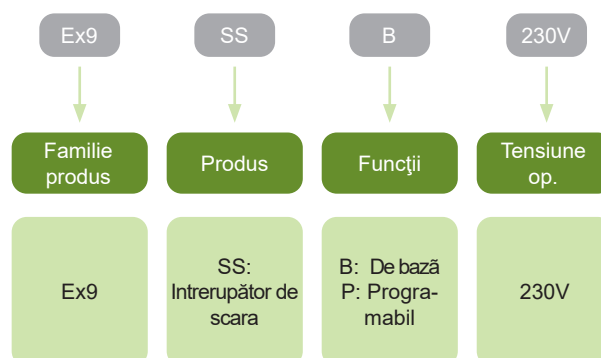 Ex9
SS
B
230V
Familie
produs
Produs
Funcţii
Tensiune
op.
Ex9
SS:
Intrerupător de
scara
B: De bază
P: Progra-
mabil
230V